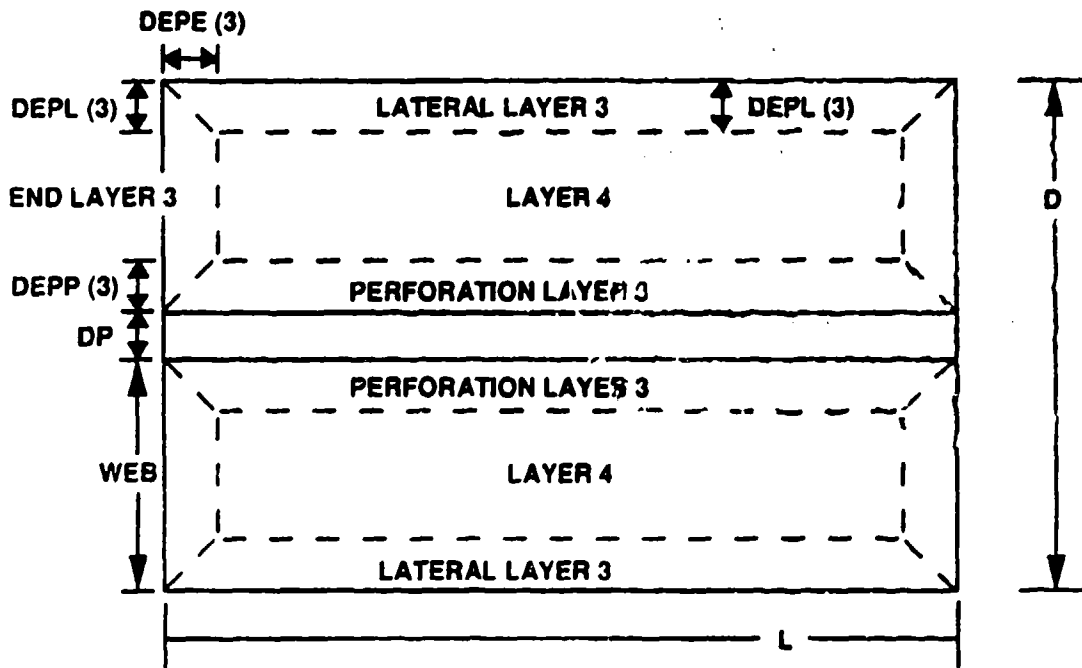 DEPE (3)
DEPL (3)
LATERAL LAYER 3
DEPL (3)
END LAYER 3
LAYER 4
D
DEPP (3)
PERFORATION LAYER 3
DP
PERFORATION LAYER 3
WEB
LAYER 4
LATERAL LAYER 3
L